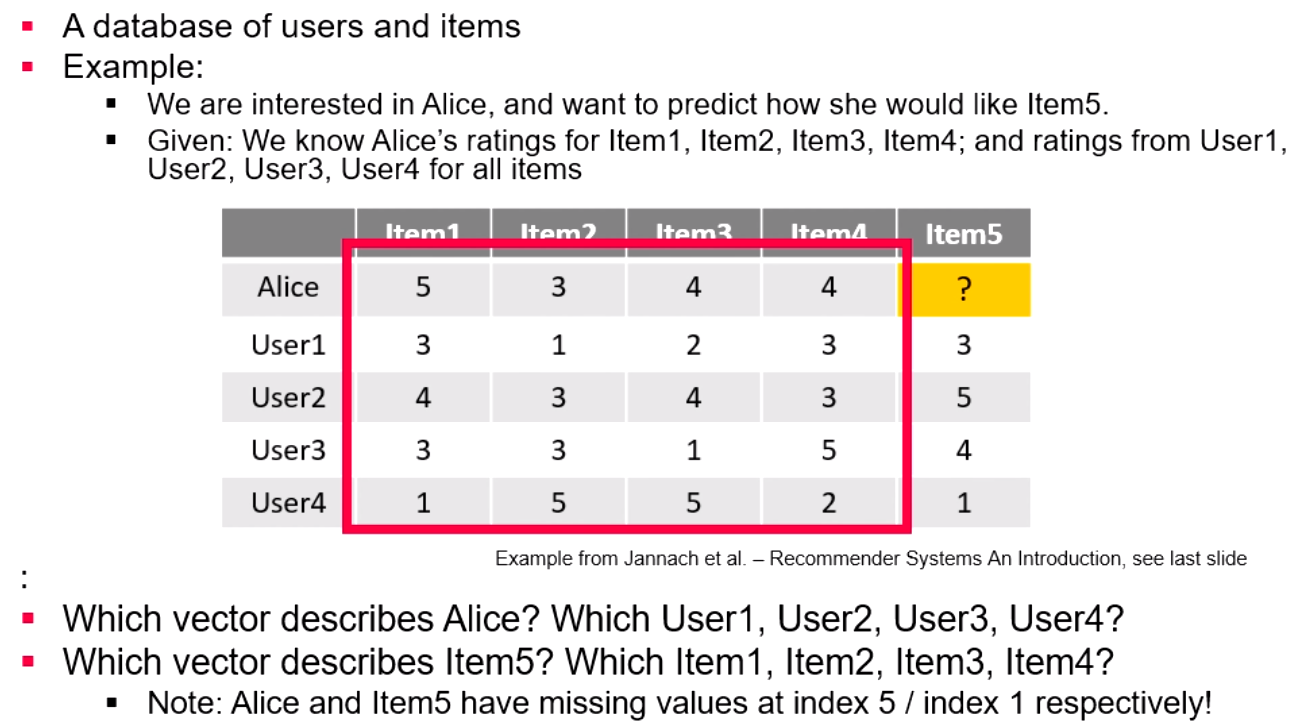 A database of users and items
Example:
We are interested in Alice, and want to predict how she would like Item5.
Given: We know Alice's ratings for Item1, Item2, Item3, Item4; and ratings from User1,
User2, User3, User4 for all items
Item1 Item2 Item3 Item4 Item5
Alice 5 3 4 4 ?
User1 3 1 2 3 3
User2 4 3 4 3 5
User3 3 3 1 5 4
User4 1 5 5 2 1
Example from Jannach et al. – Recommender Systems An Introduction, see last slide
:
Which vector describes Alice? Which User1, User2, User3, User4?
Which vector describes Item5? Which Item1, Item2, Item3, Item4?
Note: Alice and Item5 have missing values at index 5 / index 1 respectively!